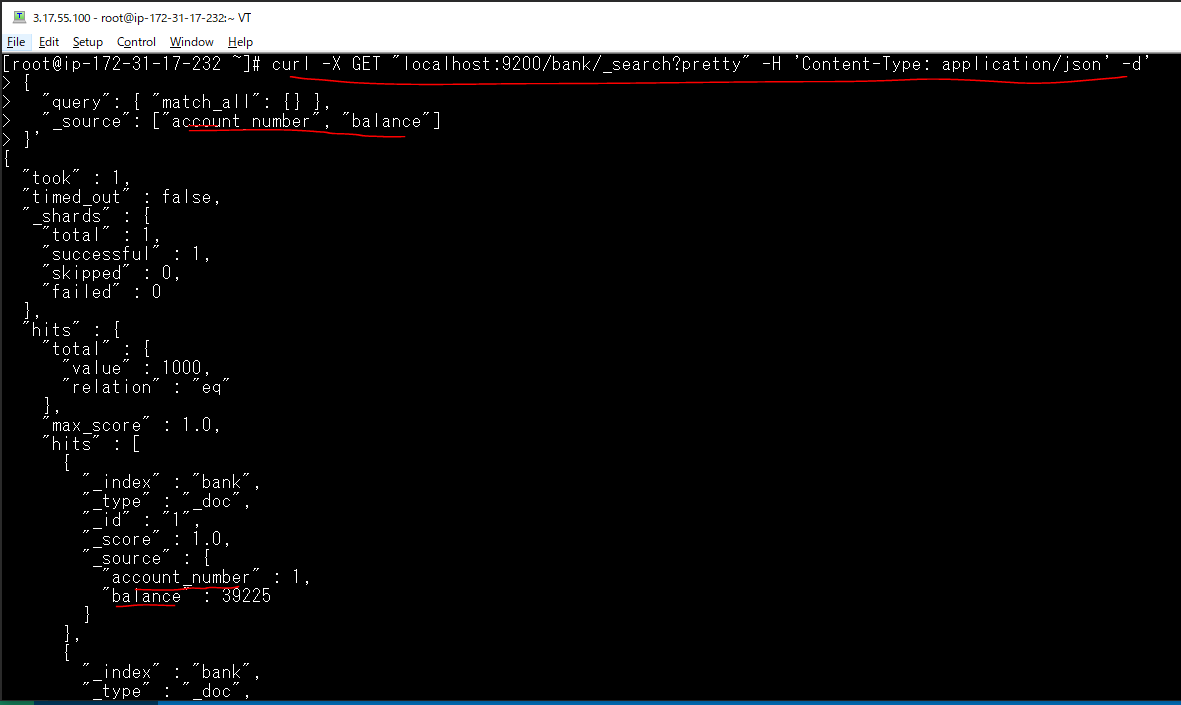 3.17.55.100 - root@ip-172-31-17-232:~ VT
File Edit Setup Control Window Help
[root@ip-172-31-17-232 ~]# curl -X GET "localhost:9200/bank/_search?pretty" -H 'Content-Type: application/json' -d'
> {
>   "query": { "match_all": {} },
>   "_source": ["account_number", "balance"]
> }'
{
  "took" : 1,
  "timed_out" : false,
  "_shards" : {
    "total" : 1,
    "successful" : 1,
    "skipped" : 0,
    "failed" : 0
  },
  "hits" : {
    "total" : {
      "value" : 1000,
      "relation" : "eq"
    },
    "max_score" : 1.0,
    "hits" : [
      {
        "_index" : "bank",
        "_type" : "_doc",
        "_id" : "1",
        "_score" : 1.0,
        "_source" : {
          "account_number" : 1,
          "balance" : 39225
        }
      },
      {
        "_index" : "bank",
        "_type" : "_doc",